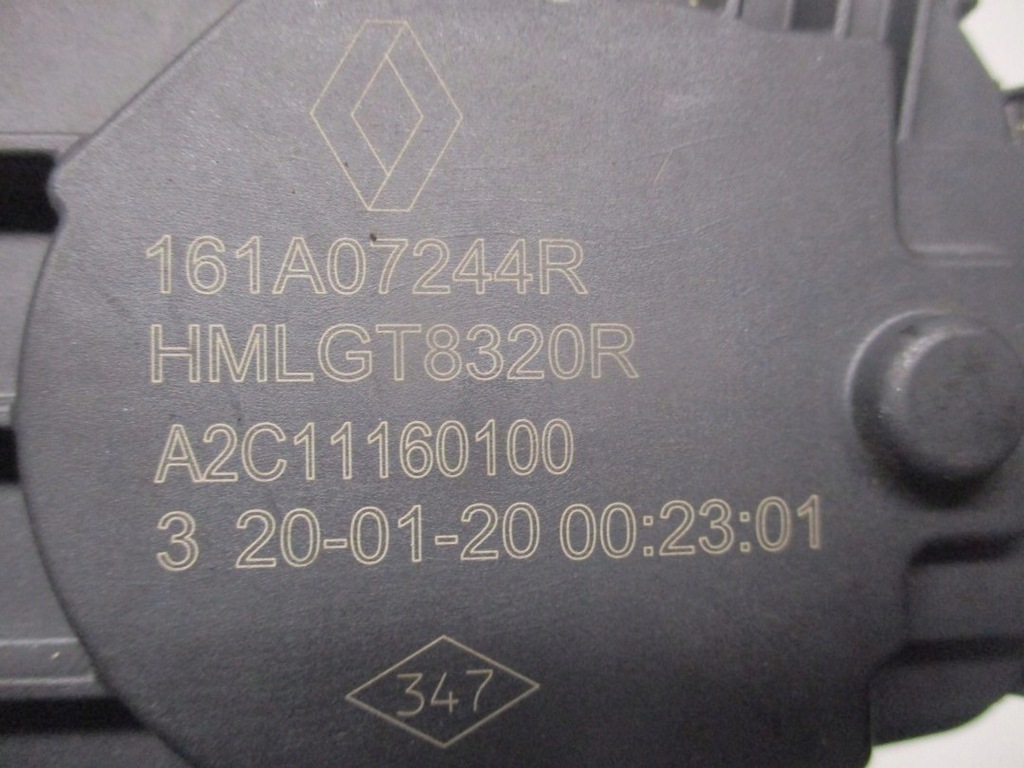 161A07244R
HMLGT8320R
A2C11160100
3 20-01-20 00:23:01
347